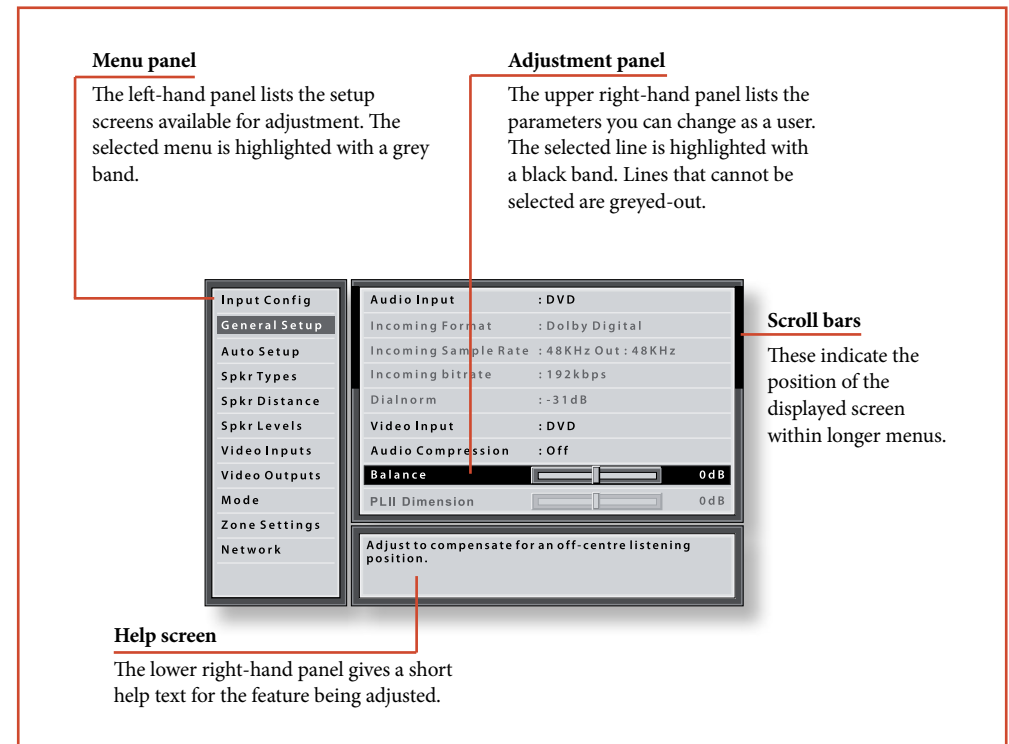 Menu panel
The left-hand panel lists the setup
screens available for adjustment. The
selected menu is highlighted with a grey
band.
Adjustment panel
The upper right-hand panel lists the
parameters you can change as a user.
The selected line is highlighted with
a black band. Lines that cannot be
selected are greyed-out.
Input Config
General Setup
Auto Setup
Spkr Types
Spkr Distance
Spkr Levels
Video Inputs
Video Outputs
Mode
Zone Settings
Network
Audio Input : DVD
Incoming Format : Dolby Digital
Incoming Sample Rate : 48KHz Out : 48KHz
Incoming bitrate : 192kbps
Dialnorm : -31dB
Video Input : DVD
Audio Compression : Off
Balance 0dB
PLII Dimension 0dB
Adjust to compensate for an off-centre listening
position.
Scroll bars
These indicate the
position of the
displayed screen
within longer menus.
Help screen
The lower right-hand panel gives a short
help text for the feature being adjusted.